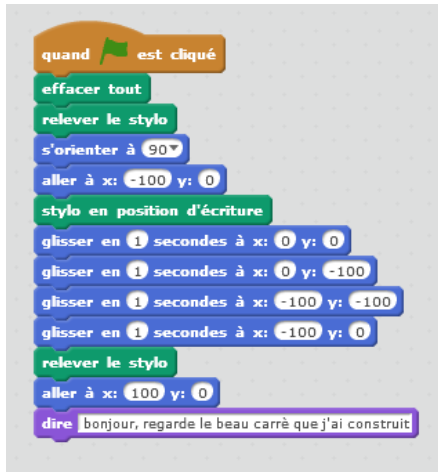 quand est cliqué
effacer tout
relever le stylo
s'orienter à 90
aller à x: -100 y: 0
stylo en position d'écriture
glisser en 1 secondes à x: 0 y: 0
glisser en 1 secondes à x: 0 y: -100
glisser en 1 secondes à x: -100 y: -100
glisser en 1 secondes à x: -100 y: 0
relever le stylo
aller à x: 100 y: 0
dire bonjour, regarde le beau carrè que j'ai construit